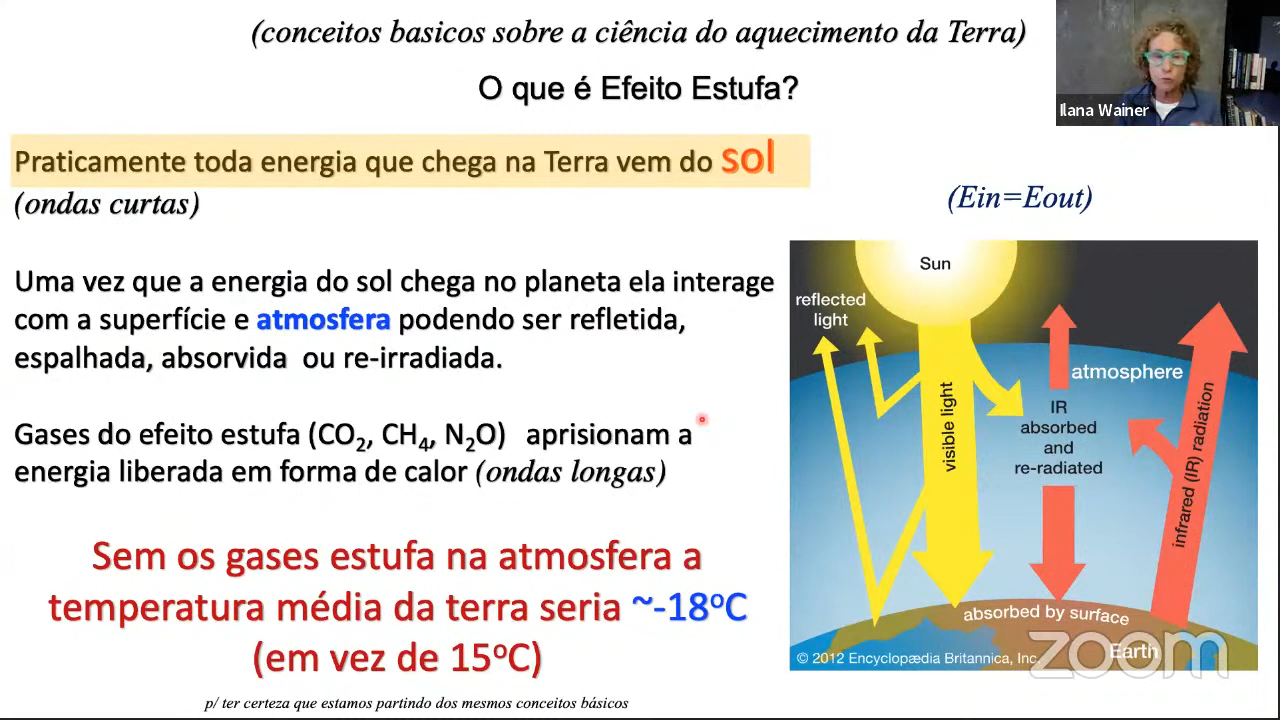 (conceitos basicos sobre a ciência do aquecimento da Terra)
O que é Efeito Estufa?
Ilana Wainer
Praticamente toda energia que chega na Terra vem do sol
(ondas curtas)
(Ein=Eout)
Uma vez que a energia do sol chega no planeta ela interage
com a superfície e atmosfera podendo ser refletida,
espalhada, absorvida ou re-irradiada.
Gases do efeito estufa (CO₂, CH₄, N₂O) aprisionam a
energia liberada em forma de calor (ondas longas)
Sem os gases estufa na atmosfera a
temperatura média da terra seria ~-18ºC
(em vez de 15ºC)
p/ ter certeza que estamos partindo dos mesmos conceitos básicos
Sun
reflected
light
visible light
atmosphere
IR
absorbed
and
re-radiated
infrared (IR) radiation
absorbed by surface
Earth
© 2012 Encyclopædia Britannica, Inc.
zoom